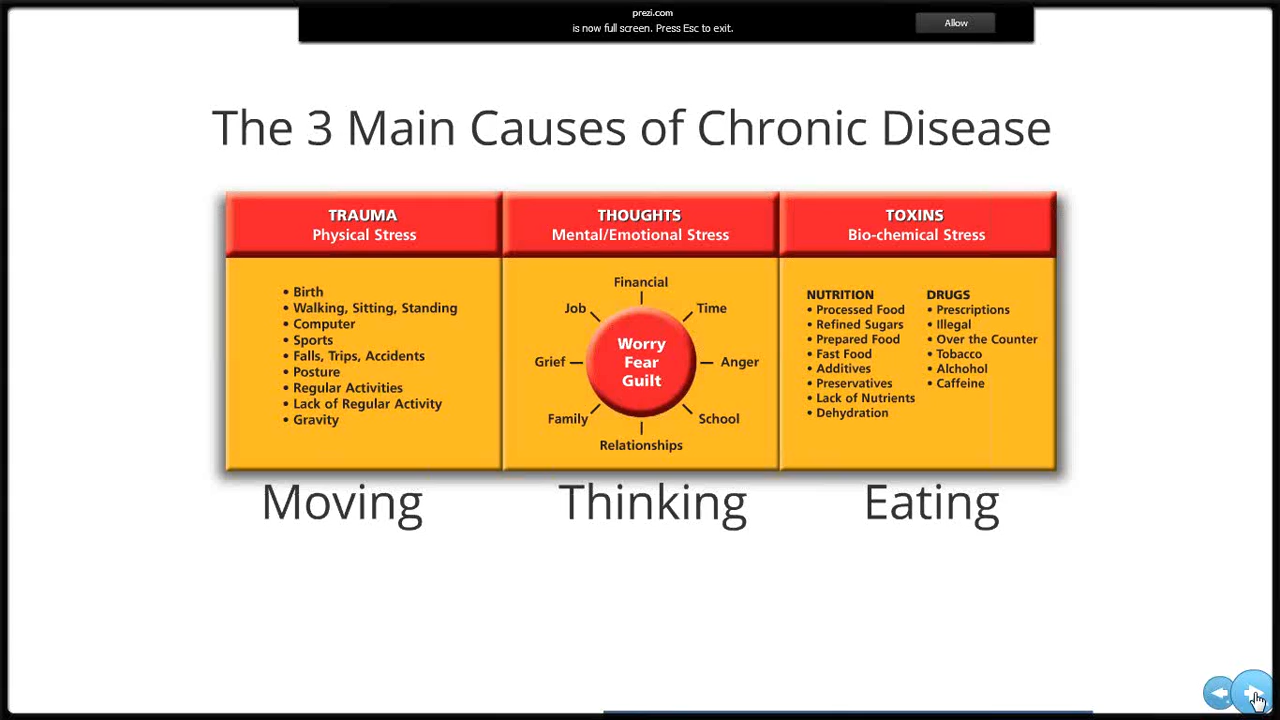 prezi.com
is now full screen. Press Esc to exit.
Allow
The 3 Main Causes of Chronic Disease
TRAUMA
Physical Stress
• Birth
• Walking, Sitting, Standing
• Computer
• Sports
• Falls, Trips, Accidents
• Posture
• Regular Activities
• Lack of Regular Activity
• Gravity
THOUGHTS
Mental/Emotional Stress
Financial
Job
Time
Grief
Worry
Fear
Guilt
Anger
Family
School
Relationships
TOXINS
Bio-chemical Stress
NUTRITION
• Processed Food
• Refined Sugars
• Prepared Food
• Fast Food
• Additives
• Preservatives
• Lack of Nutrients
• Dehydration
DRUGS
• Prescriptions
• Illegal
• Over the Counter
• Tobacco
• Alchohol
• Caffeine
Moving
Thinking
Eating